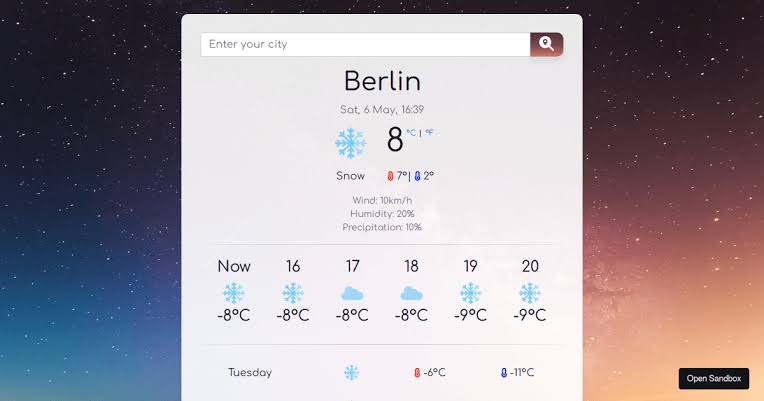 Enter your city
Berlin
Sat, 6 May, 16:39
8 °C | °F
Snow 7°| 2°
Wind: 10km/h
Humidity: 20%
Precipitation: 10%
Now 16 17 18 19 20
-8°C -8°C -8°C -8°C -9°C -9°C
Tuesday -6°C -11°C
Open Sandbox